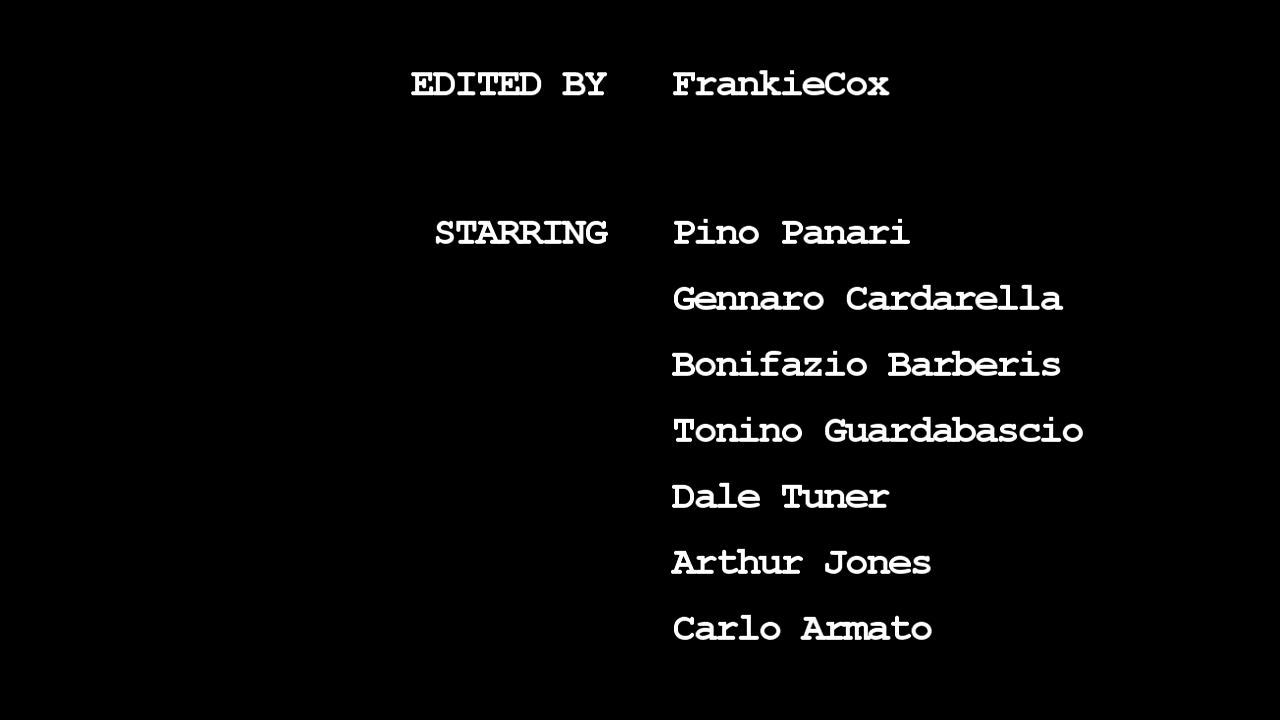 EDITED BY FrankieCox
STARRING Pino Panari
Gennaro Cardarella
Bonifazio Barberis
Tonino Guardabascio
Dale Tuner
Arthur Jones
Carlo Armato